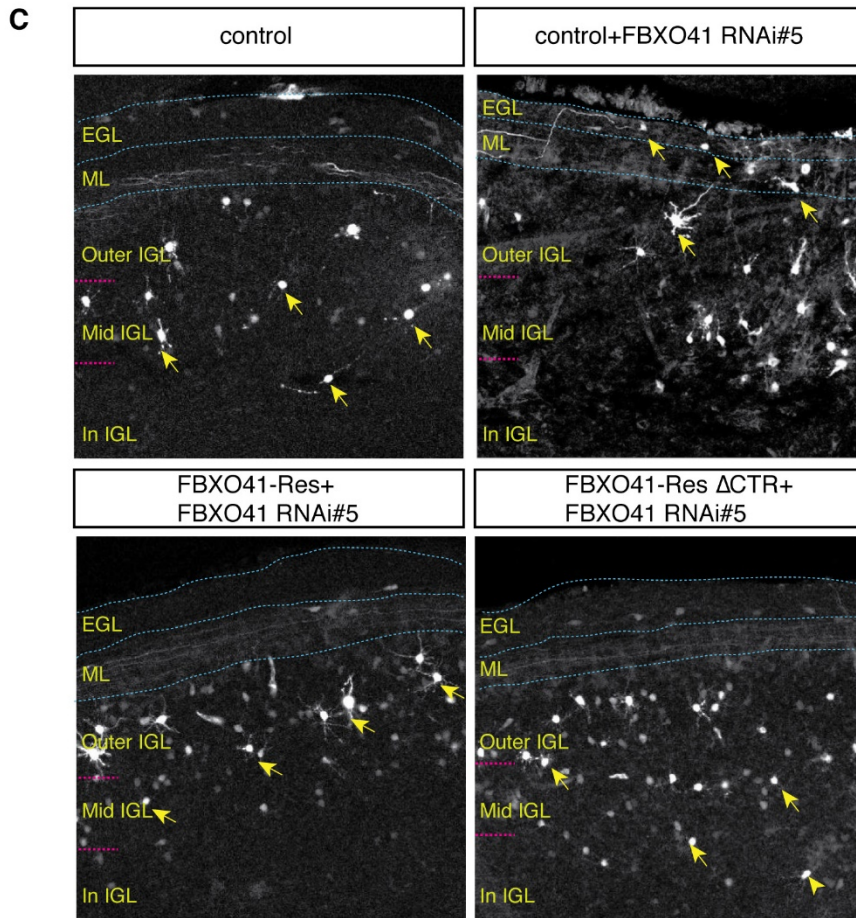 C
control
control+FBXO41 RNAi#5
EGL
ML
Outer IGL
Mid IGL
In IGL
EGL
ML
Outer IGL
Mid IGL
In IGL
FBXO41-Res+
FBXO41 RNAi#5
FBXO41-Res ΔCTR+
FBXO41 RNAi#5
EGL
ML
Outer IGL
Mid IGL
In IGL
EGL
ML
Outer IGL
Mid IGL
In IGL